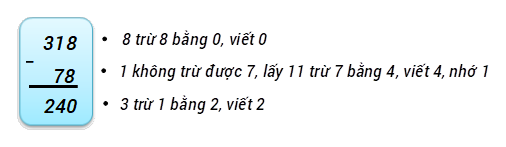 318
–
78
240
• 8 trừ 8 bằng 0, viết 0
• 1 không trừ được 7, lấy 11 trừ 7 bằng 4, viết 4, nhớ 1
• 3 trừ 1 bằng 2, viết 2